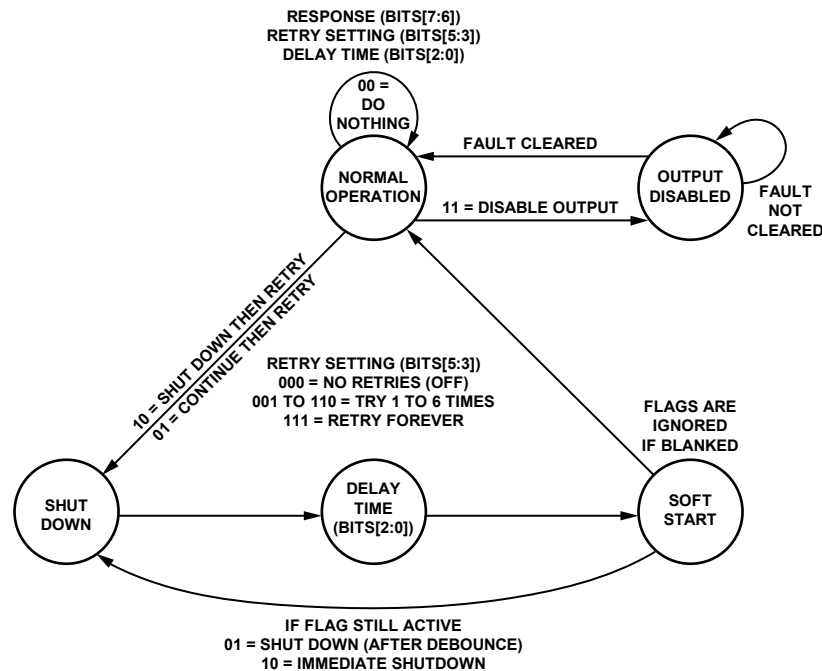 RESPONSE (BITS[7:6])
RETRY SETTING (BITS[5:3])
DELAY TIME (BITS[2:0])
00 =
DO
NOTHING
FAULT CLEARED
NORMAL
OPERATION
OUTPUT
DISABLED
11 = DISABLE OUTPUT
FAULT
NOT
CLEARED
10 = SHUT DOWN THEN RETRY
01 = CONTINUE THEN RETRY
RETRY SETTING (BITS[5:3])
000 = NO RETRIES (OFF)
001 TO 110 = TRY 1 TO 6 TIMES
111 = RETRY FOREVER
FLAGS ARE
IGNORED
IF BLANKED
SHUT
DOWN
DELAY
TIME
(BITS[2:0])
SOFT
START
IF FLAG STILL ACTIVE
01 = SHUT DOWN (AFTER DEBOUNCE)
10 = IMMEDIATE SHUTDOWN